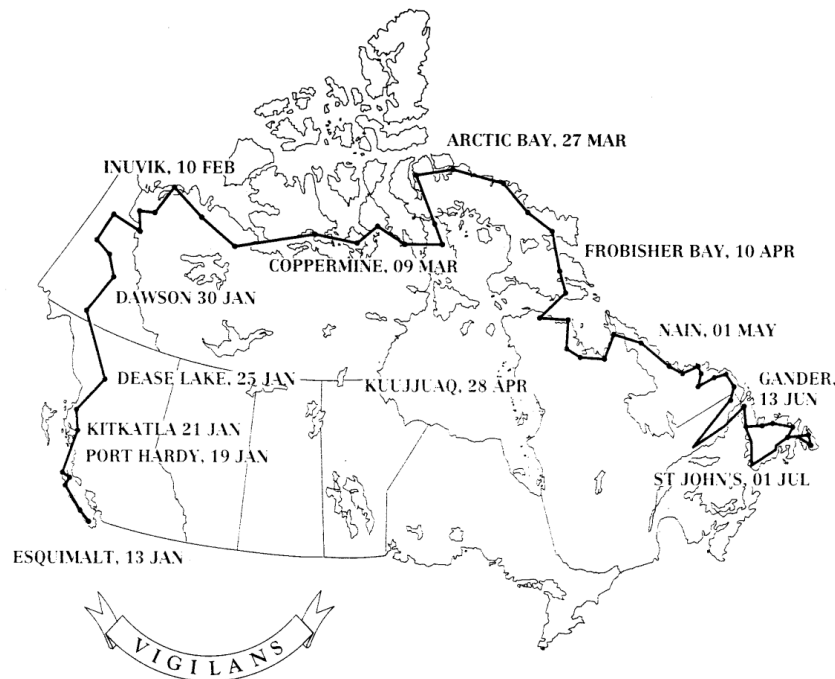 ARCTIC BAY, 27 MAR
INUVIK, 10 FEB
FROBISHER BAY, 10 APR
COPPERMINE, 09 MAR
DAWSON 30 JAN
NAIN, 01 MAY
DEASE LAKE, 25 JAN
KUUJJUAQ, 28 APR
GANDER,
13 JUN
KITKATLA 21 JAN
PORT HARDY, 19 JAN
ST JOHN'S, 01 JUL
ESQUIMALT, 13 JAN
VIGILANS